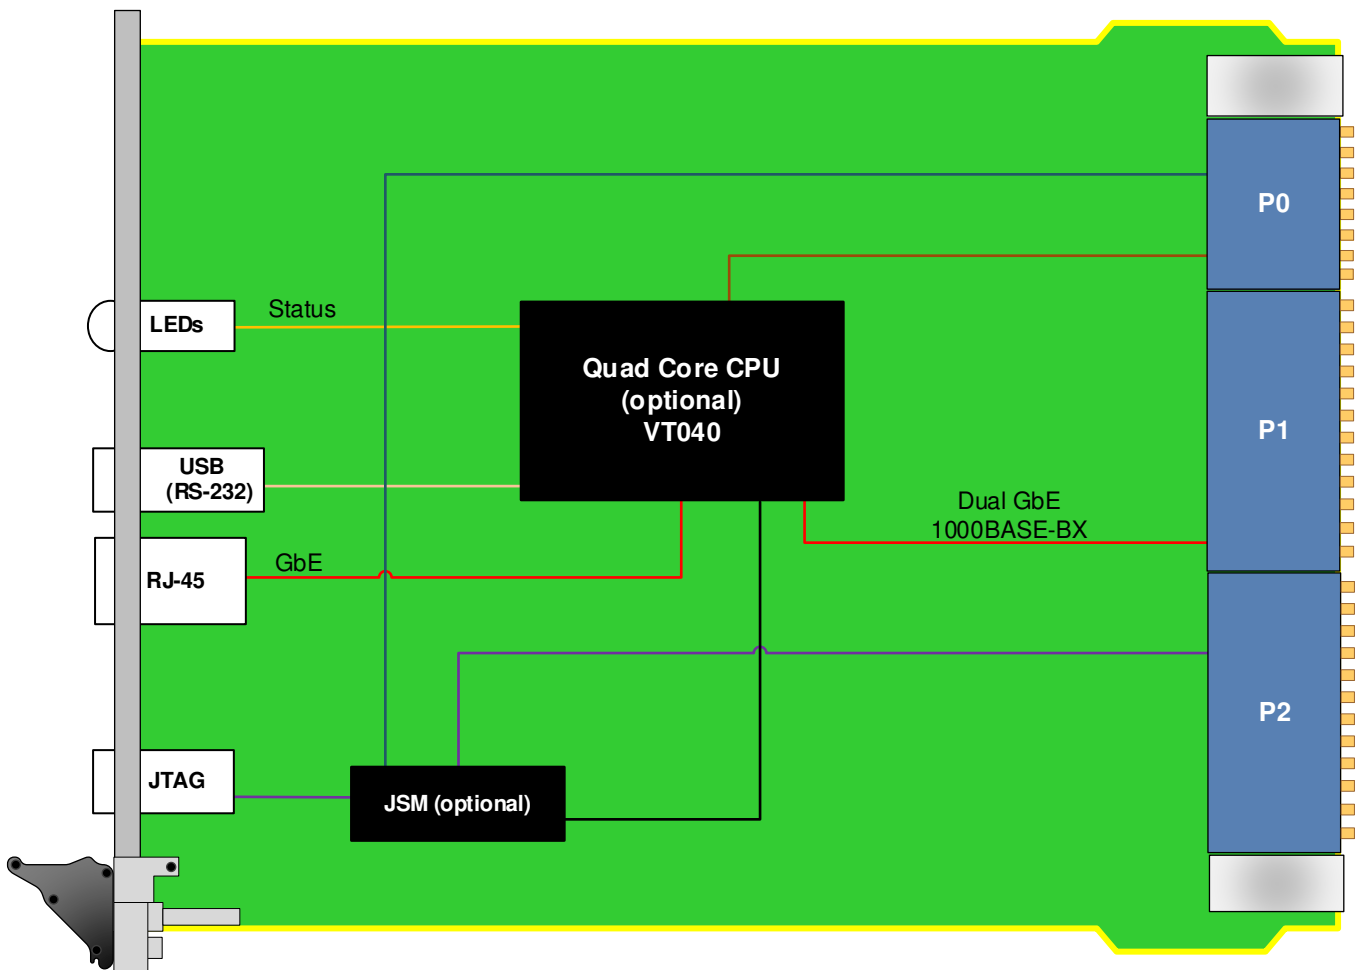 P0
Status
LEDs
Quad Core CPU
(optional)
VT040
P1
USB
(RS-232)
Dual GbE
1000BASE-BX
GbE
RJ-45
P2
JTAG
JSM (optional)